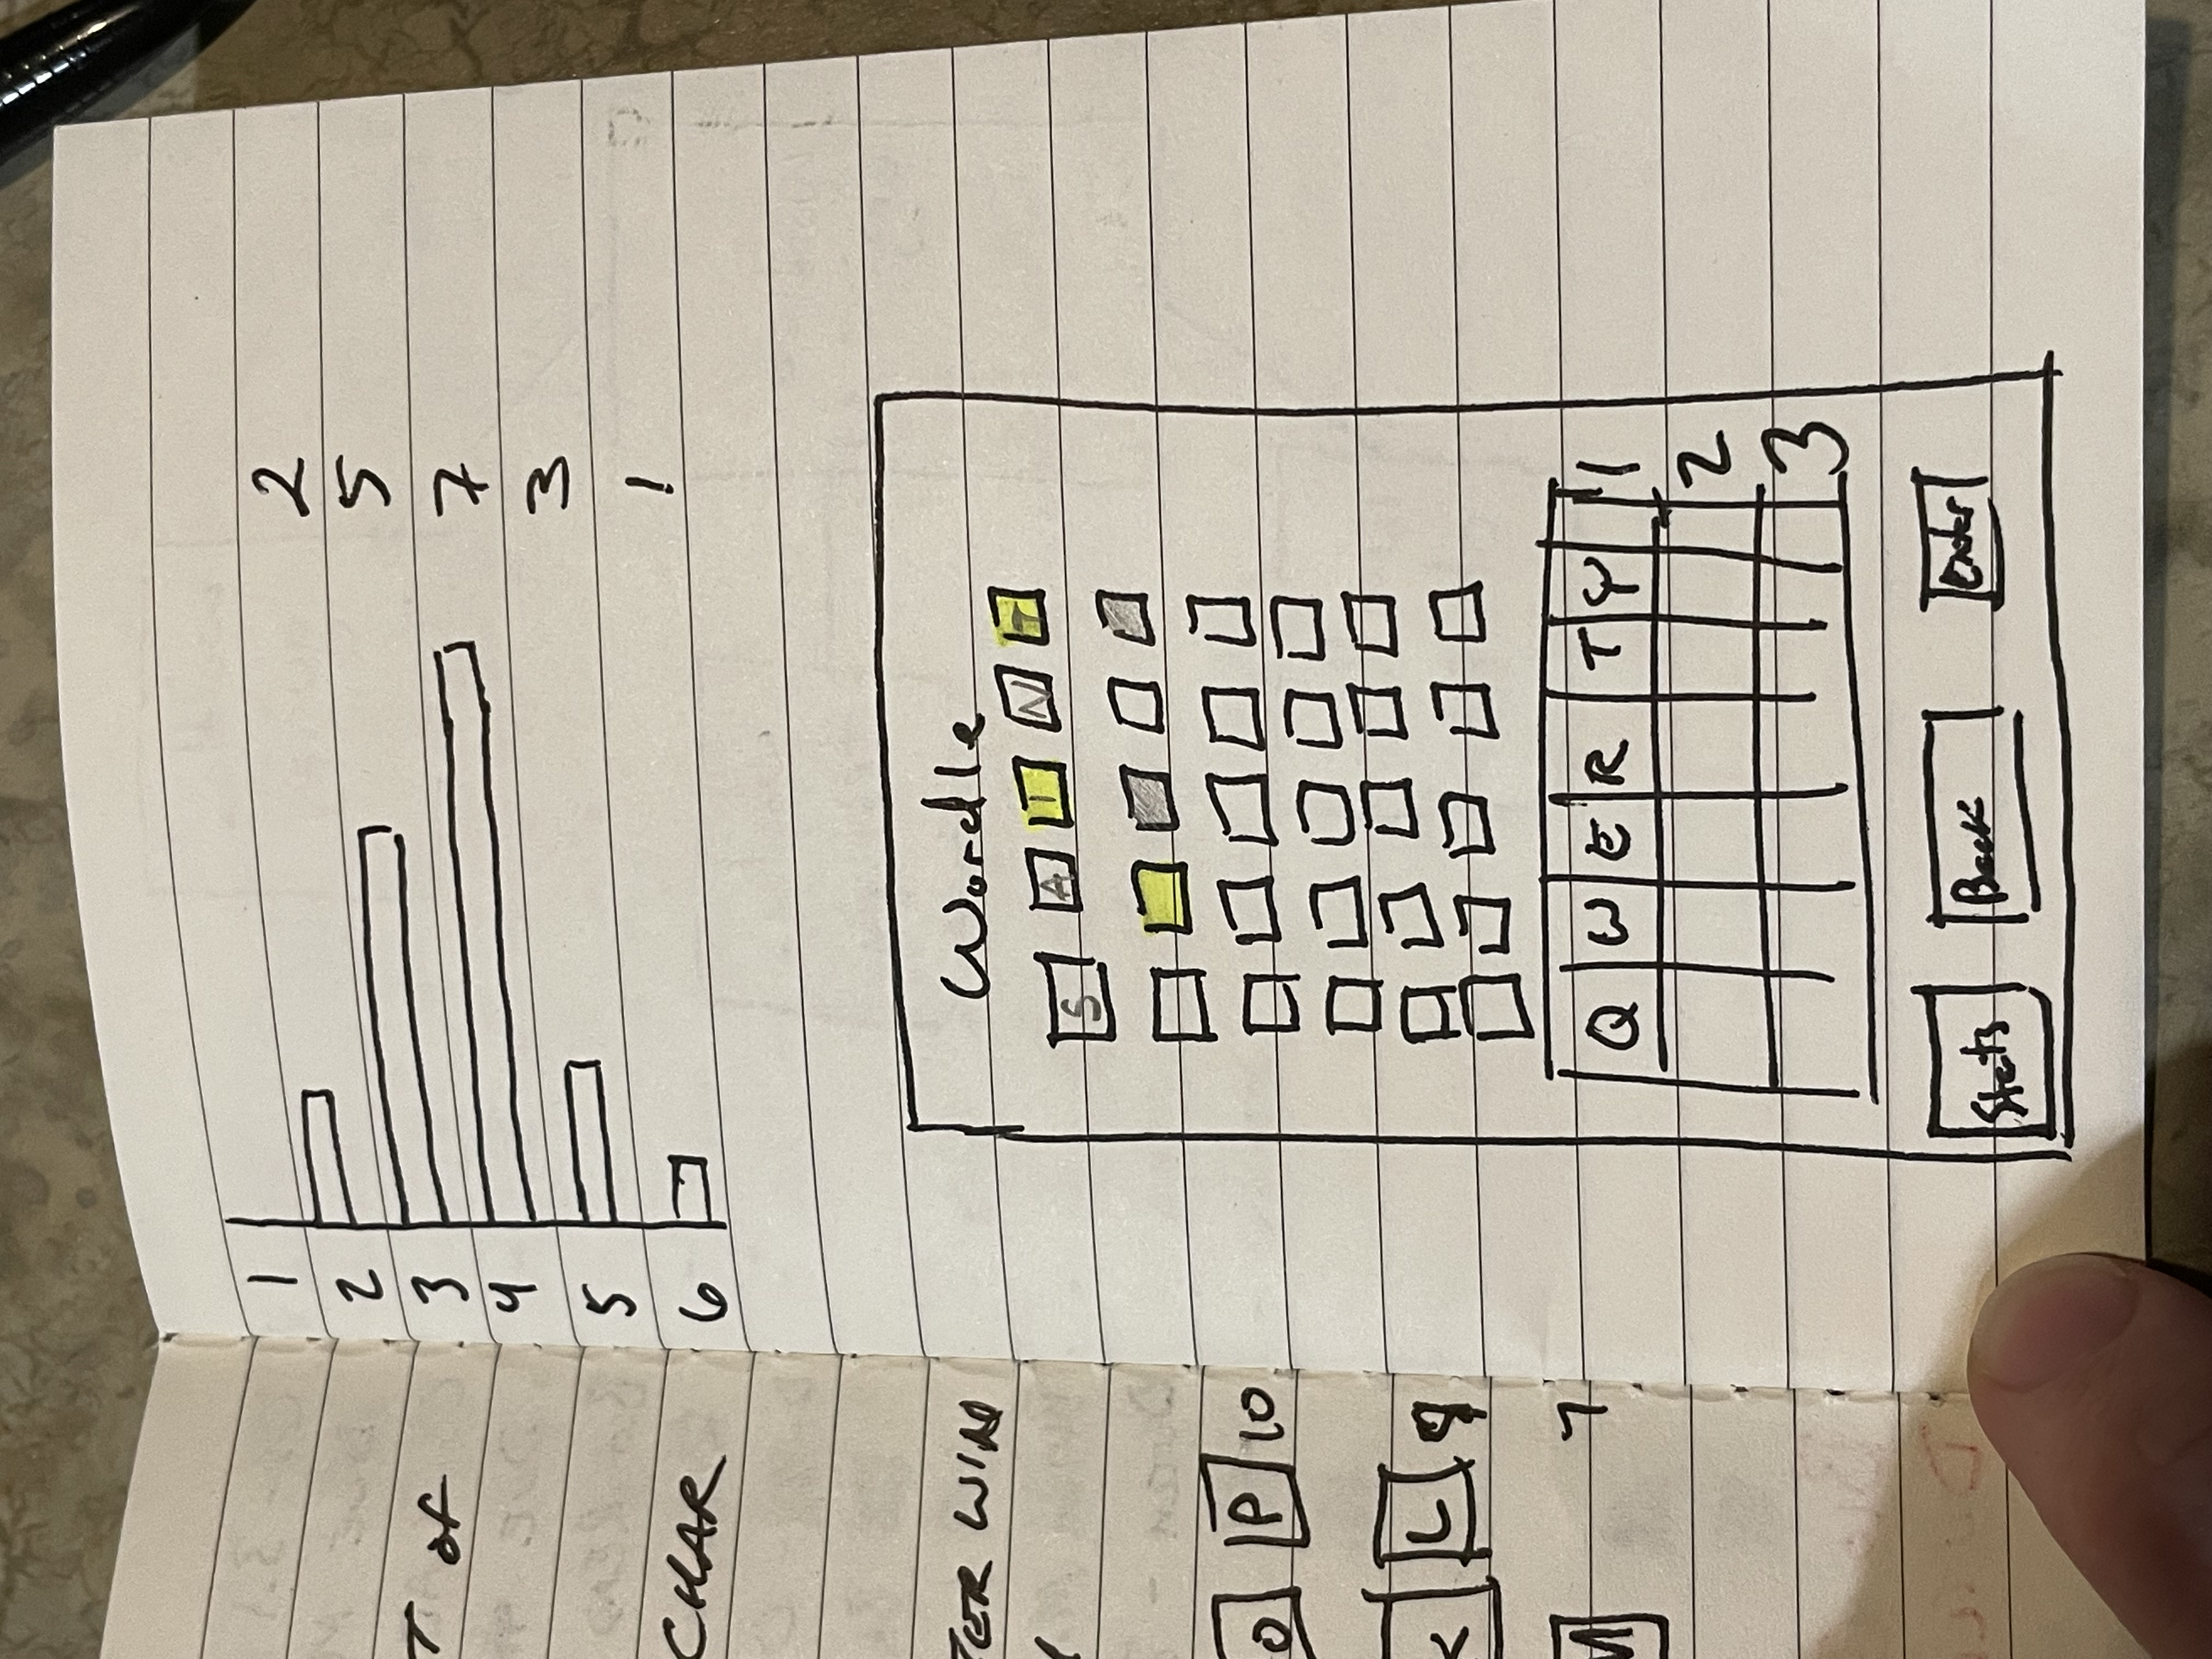 T of
CHAR
ER WIN
O P 10
L 9
M 7
1
2 2
3 5
4 7
5 3
6 1
Wordle
S A I N T
Q W E R T Y 1
2
3
Stats Back Enter